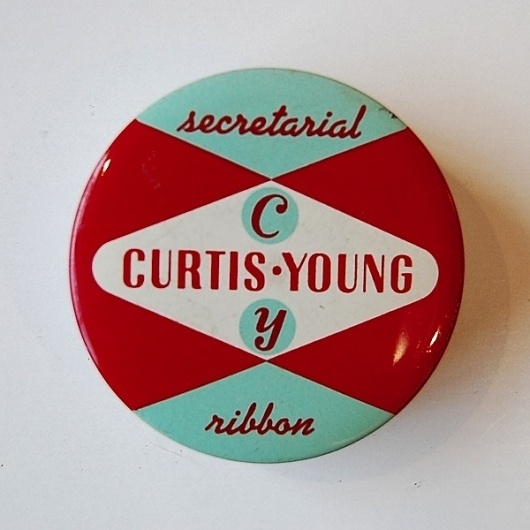 secretarial
C
CURTIS·YOUNG
y
ribbon